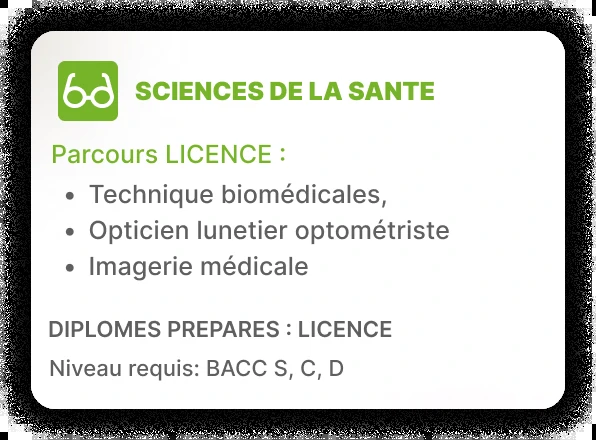 SCIENCES DE LA SANTE
Parcours LICENCE :
• Technique biomédicales,
• Opticien lunetier optométriste
• Imagerie médicale
DIPLOMES PREPARES : LICENCE
Niveau requis: BACC S, C, D